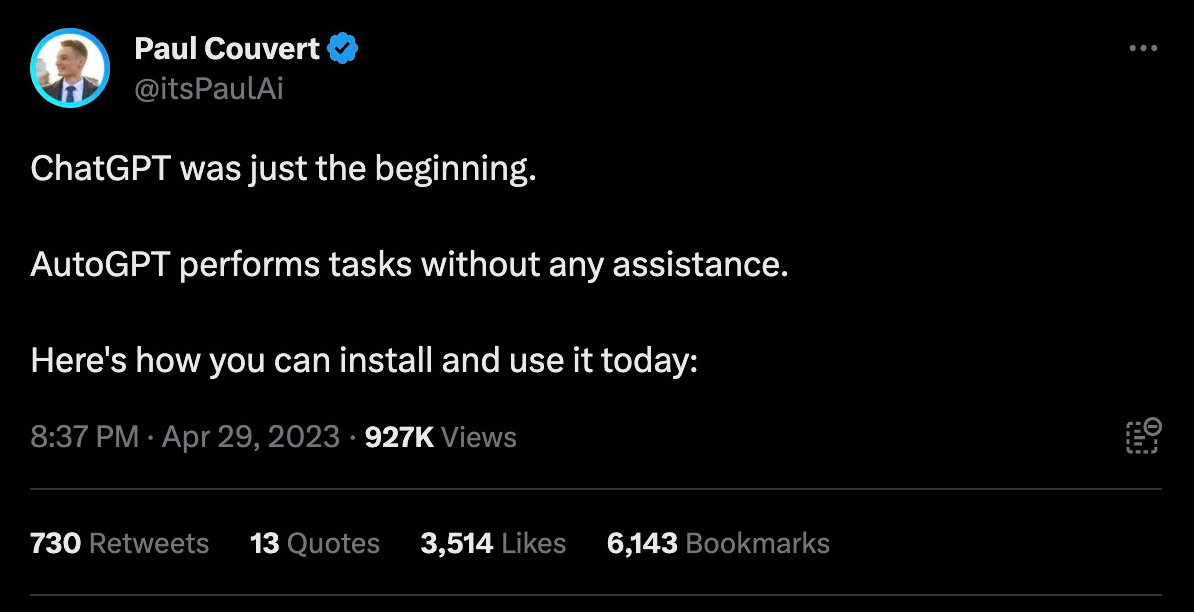 Paul Couvert
@itsPaulAi
ChatGPT was just the beginning.
AutoGPT performs tasks without any assistance.
Here's how you can install and use it today:
8:37 PM · Apr 29, 2023 · 927K Views
730 Retweets 13 Quotes 3,514 Likes 6,143 Bookmarks